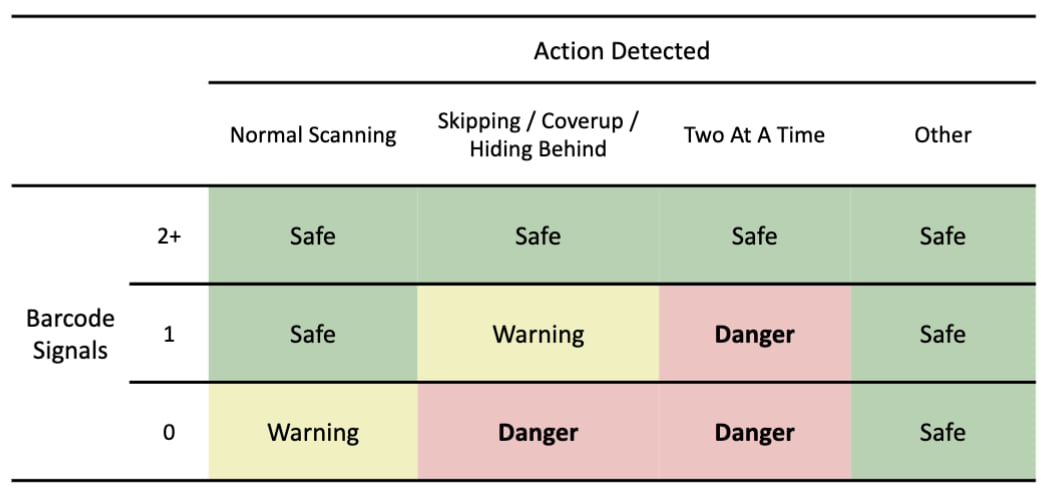 Action Detected
Normal Scanning
Skipping / Coverup /
Hiding Behind
Two At A Time
Other
Barcode
Signals
2+ Safe Safe Safe Safe
1 Safe Warning Danger Safe
0 Warning Danger Danger Safe